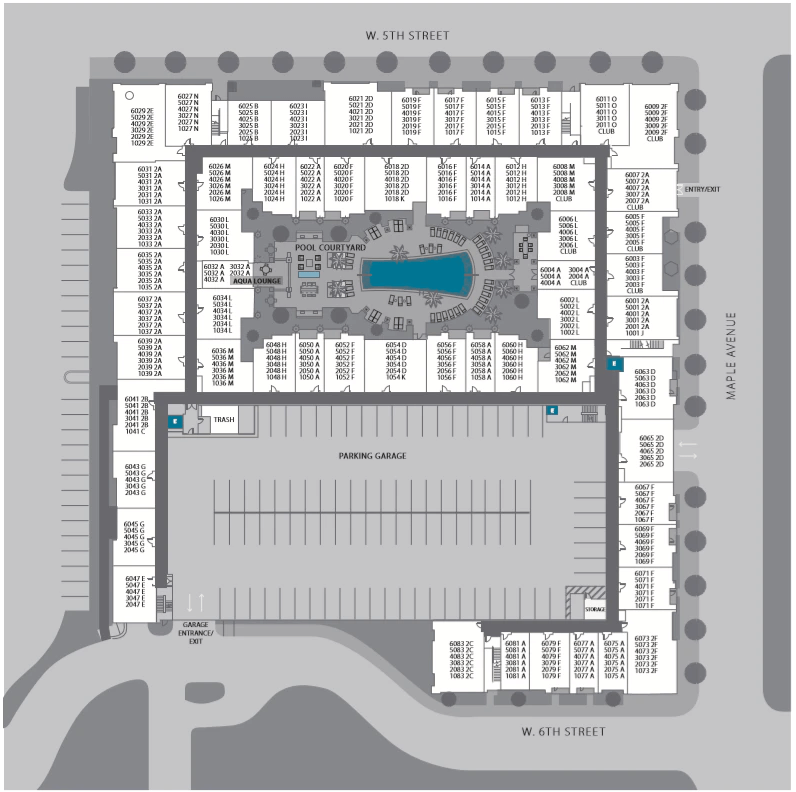 W. 5TH STREET
6029 2E
5029 2E
4029 2E
3029 2E
2029 2E
1029 2E
6027 N
5027 N
4027 N
3027 N
2027 N
1027 N
6025 B
5025 B
4025 B
3025 B
2025 B
1025 B
6023 I
5023 I
4023 I
3023 I
2023 I
1023 I
6021 2D
5021 2D
4021 2D
3021 2D
2021 2D
1021 2D
6019 F
5019 F
4019 F
3019 F
2019 F
1019 F
6017 F
5017 F
4017 F
3017 F
2017 F
1017 F
6015 F
5015 F
4015 F
3015 F
2015 F
1015 F
6013 F
5013 F
4013 F
3013 F
2013 F
1013 F
6011 O
5011 O
4011 O
3011 O
2011 O
CLUB
6009 2F
5009 2F
4009 2F
3009 2F
2009 2F
CLUB
6031 2A
5031 2A
4031 2A
3031 2A
2031 2A
1031 2A
6026 M
5026 M
4026 M
3026 M
2026 M
1026 M
6024 H
5024 H
4024 H
3024 H
2024 H
1024 H
6022 A
5022 A
4022 A
3022 A
2022 A
1022 A
6020 F
5020 F
4020 F
3020 F
2020 F
1020 F
6018 2D
5018 2D
4018 2D
3018 2D
2018 2D
1018 K
6016 F
5016 F
4016 F
3016 F
2016 F
1016 F
6014 A
5014 A
4014 A
3014 A
2014 A
1014 A
6012 H
5012 H
4012 H
3012 H
2012 H
1012 H
6008 M
5008 M
4008 M
3008 M
2008 M
CLUB
6007 2A
5007 2A
4007 2A
3007 2A
2007 2A
CLUB
ENTRY/EXIT
6033 2A
5033 2A
4033 2A
3033 2A
2033 2A
1033 2A
6030 L
5030 L
4030 L
3030 L
2030 L
1030 L
POOL COURTYARD
6006 L
5006 L
4006 L
3006 L
2006 L
CLUB
6005 F
5005 F
4005 F
3005 F
2005 F
CLUB
6035 2A
5035 2A
4035 2A
3035 2A
2035 2A
1035 2A
6032 A 3032 A
5032 A 2032 A
4032 A
AQUA LOUNGE
6004 A 3004 A
5004 A 2004 A
4004 A CLUB
6003 F
5003 F
4003 F
3003 F
2003 F
CLUB
6037 2A
5037 2A
4037 2A
3037 2A
2037 2A
1037 2A
6034 L
5034 L
4034 L
3034 L
2034 L
1034 L
6002 L
5002 L
4002 L
3002 L
2002 L
1002 L
6001 2A
5001 2A
4001 2A
3001 2A
2001 2A
1001 J
MAPLE AVENUE
6039 2A
5039 2A
4039 2A
3039 2A
2039 2A
1039 2A
6036 M
5036 M
4036 M
3036 M
2036 M
1036 M
6048 H
5048 H
4048 H
3048 H
2048 H
1048 H
6050 A
5050 A
4050 A
3050 A
2050 A
1050 A
6052 F
5052 F
4052 F
3052 F
2052 F
1052 F
6054 D
5054 D
4054 D
3054 D
2054 D
1054 K
6056 F
5056 F
4056 F
3056 F
2056 F
1056 F
6058 A
5058 A
4058 A
3058 A
2058 A
1058 A
6060 H
5060 H
4060 H
3060 H
2060 H
1060 H
6062 M
5062 M
4062 M
3062 M
2062 M
1062 M
E
6063 D
5063 D
4063 D
3063 D
2063 D
1063 D
6041 2B
5041 2B
4041 2B
3041 2B
2041 2B
1041 C
E
TRASH
E
6065 2D
5065 2D
4065 2D
3065 2D
2065 2D
PARKING GARAGE
6043 G
5043 G
4043 G
3043 G
2043 G
6067 F
5067 F
4067 F
3067 F
2067 F
1067 F
6045 G
5045 G
4045 G
3045 G
2045 G
6069 F
5069 F
4069 F
3069 F
2069 F
1069 F
6047 E
5047 E
4047 E
3047 E
2047 E
6071 F
5071 F
4071 F
3071 F
2071 F
1071 F
STORAGE
GARAGE
ENTRANCE/
EXIT
6083 2C
5083 2C
4083 2C
3083 2C
2083 2C
1083 2C
6081 A
5081 A
4081 A
3081 A
2081 A
1081 A
6079 F
5079 F
4079 F
3079 F
2079 F
1079 F
6077 A
5077 A
4077 A
3077 A
2077 A
1077 A
6075 A
5075 A
4075 A
3075 A
2075 A
1075 A
6073 2F
5073 2F
4073 2F
3073 2F
2073 2F
1073 2F
W. 6TH STREET